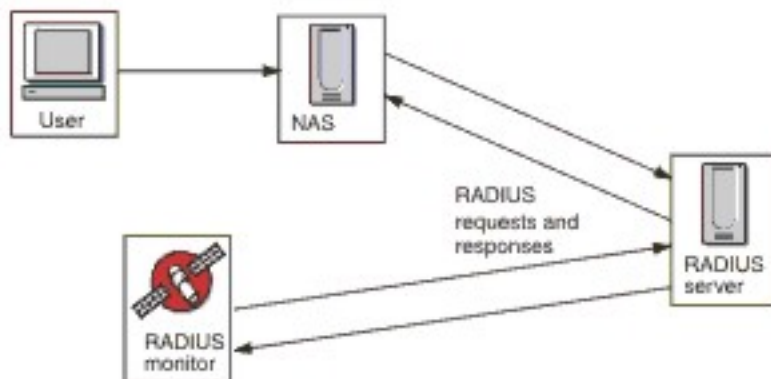 User
NAS
RADIUS
requests and
responses
RADIUS
server
RADIUS
monitor